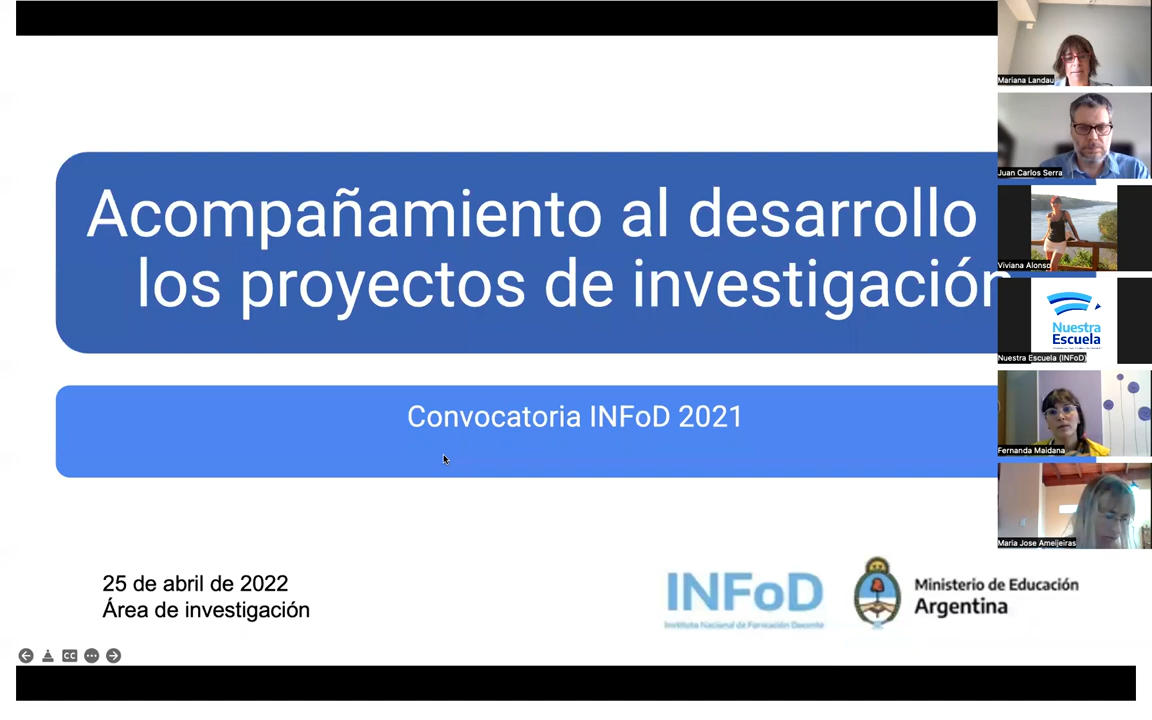 Acompañamiento al desarrollo
los proyectos de investigación
Convocatoria INFoD 2021
25 de abril de 2022
Área de investigación
INFoD
Instituto Nacional de Formación Docente
Ministerio de Educación
Argentina
CC
Mariana Landau
Juan Carlos Serra
Viviana Alonso
Nuestra
Escuela
Nuestra Escuela (INFoD)
Fernanda Maidana
Maria Jose Ameijeiras